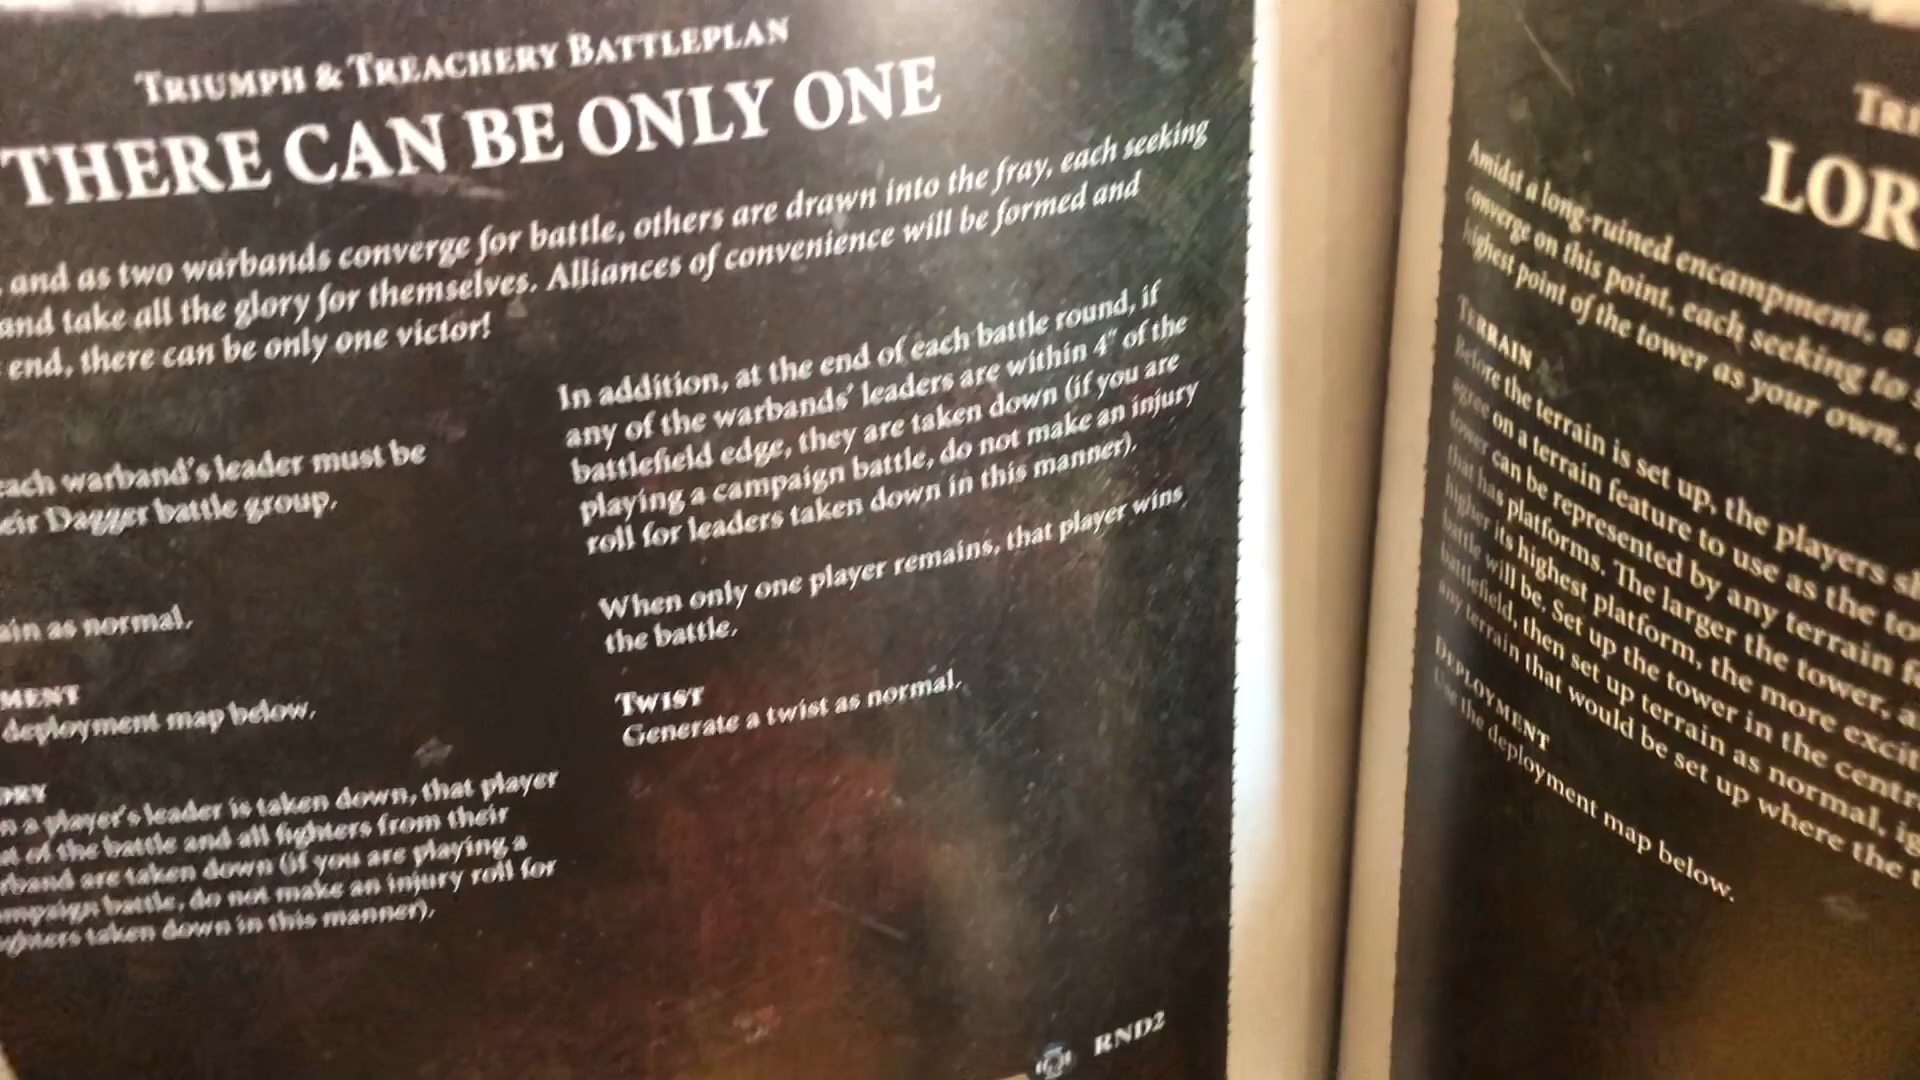 TRIUMPH & TREACHERY BATTLEPLAN
THERE CAN BE ONLY ONE
and as two warbands converge for battle, others are drawn into the fray, each seeking
and take all the glory for themselves. Alliances of convenience will be formed and
end, there can be only one victor!
each warband's leader must be
their Dagger battle group.
as normal.
deployment map below.
a player's leader is taken down, that player
of the battle and all fighters from their
are taken down (if you are playing a
battle, do not make an injury roll for
taken down in this manner).
In addition, at the end of each battle round, if
any of the warbands' leaders are within 4" of the
battlefield edge, they are taken down (if you are
playing a campaign battle, do not make an injury
roll for leaders taken down in this manner).
When only one player remains, that player wins
the battle.
TWIST
Generate a twist as normal.
RND2
Amidst a long-ruined encampment, a
converge on this point, each seeking to
highest point of the tower as your own,
TERRAIN
Before the terrain is set up, the players
agree on a terrain feature to use as the
tower can be represented by any terrain
that has platforms. The larger the tower,
higher its highest platform, the more
battle will be. Set up the tower in the
battlefield, then set up terrain as normal,
any terrain that would be set up where the
DEPLOYMENT
Use the deployment map below.